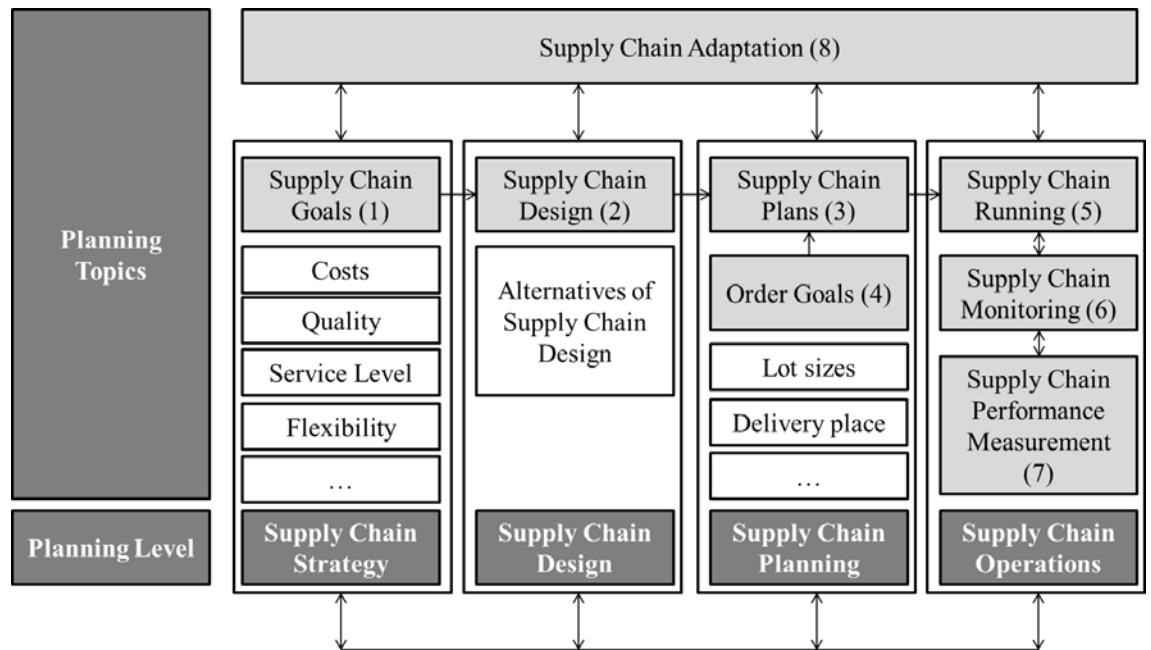 Supply Chain Adaptation (8)
Planning
Topics
Supply Chain
Goals (1)
Costs
Quality
Service Level
Flexibility
…
Supply Chain
Design (2)
Alternatives of
Supply Chain
Design
Supply Chain
Plans (3)
Order Goals (4)
Lot sizes
Delivery place
…
Supply Chain
Running (5)
Supply Chain
Monitoring (6)
Supply Chain
Performance
Measurement
(7)
Planning Level
Supply Chain
Strategy
Supply Chain
Design
Supply Chain
Planning
Supply Chain
Operations